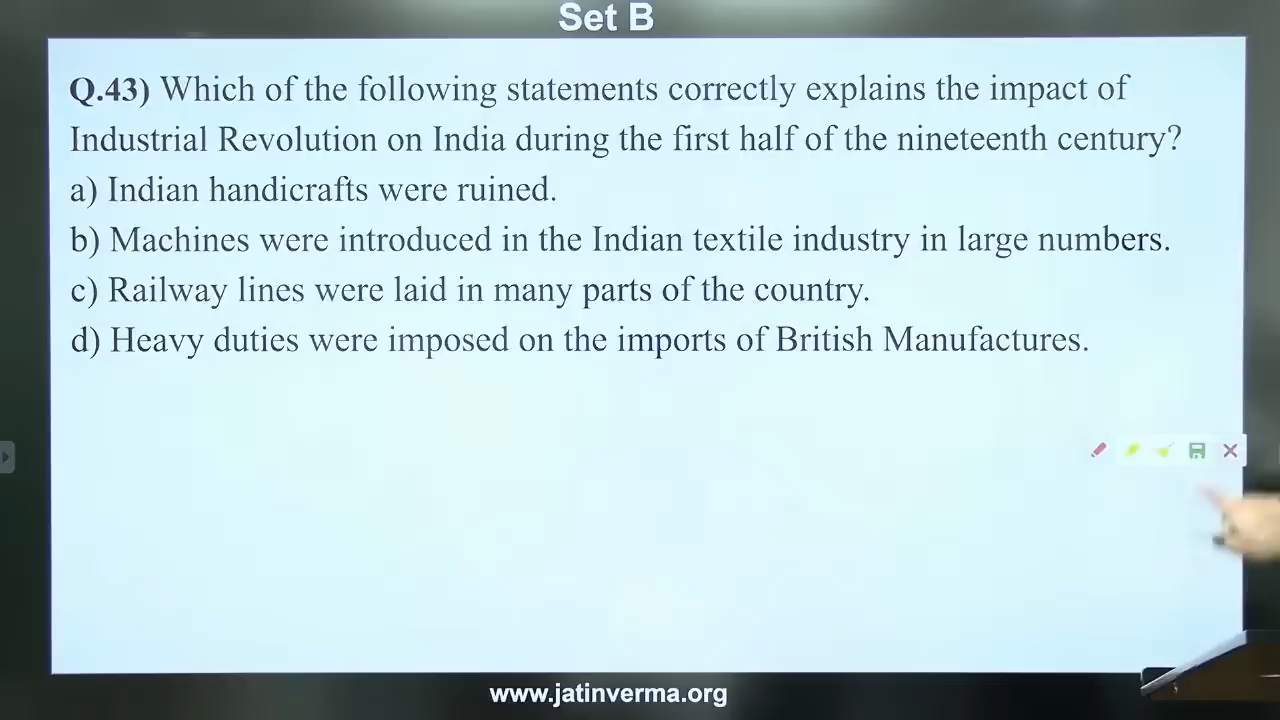 Set B
Q.43) Which of the following statements correctly explains the impact of
Industrial Revolution on India during the first half of the nineteenth century?
a) Indian handicrafts were ruined.
b) Machines were introduced in the Indian textile industry in large numbers.
c) Railway lines were laid in many parts of the country.
d) Heavy duties were imposed on the imports of British Manufactures.
www.jatinverma.org